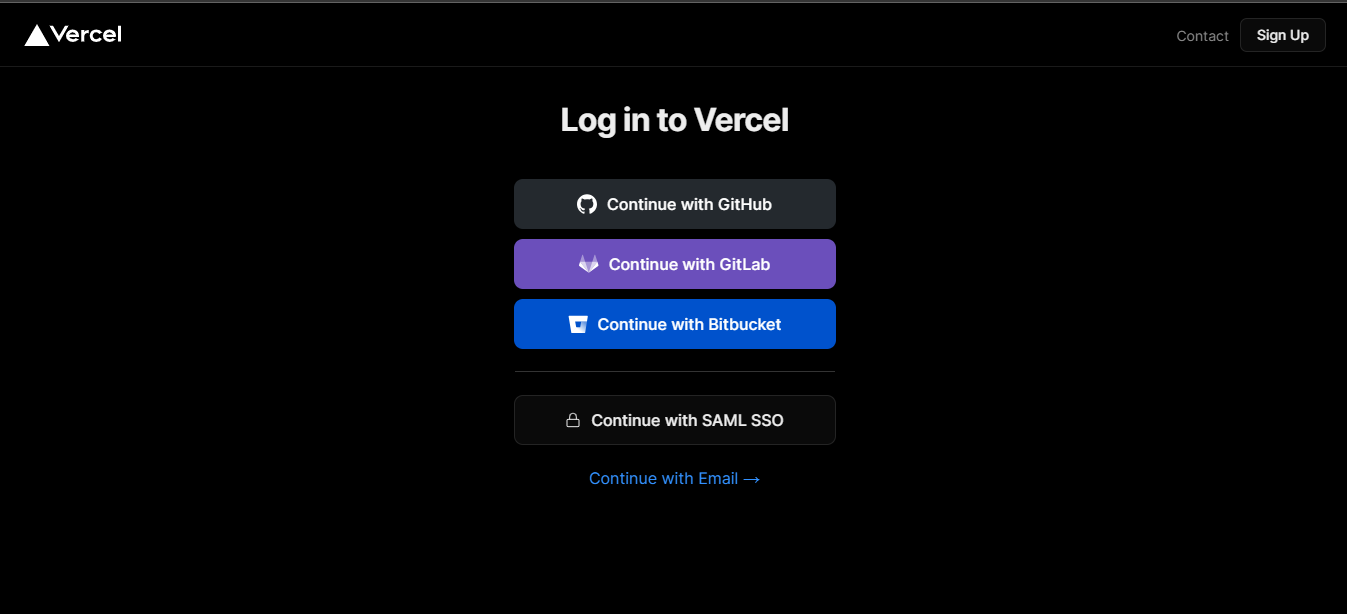 Vercel
Contact
Sign Up
Log in to Vercel
Continue with GitHub
Continue with GitLab
Continue with Bitbucket
Continue with SAML SSO
Continue with Email →